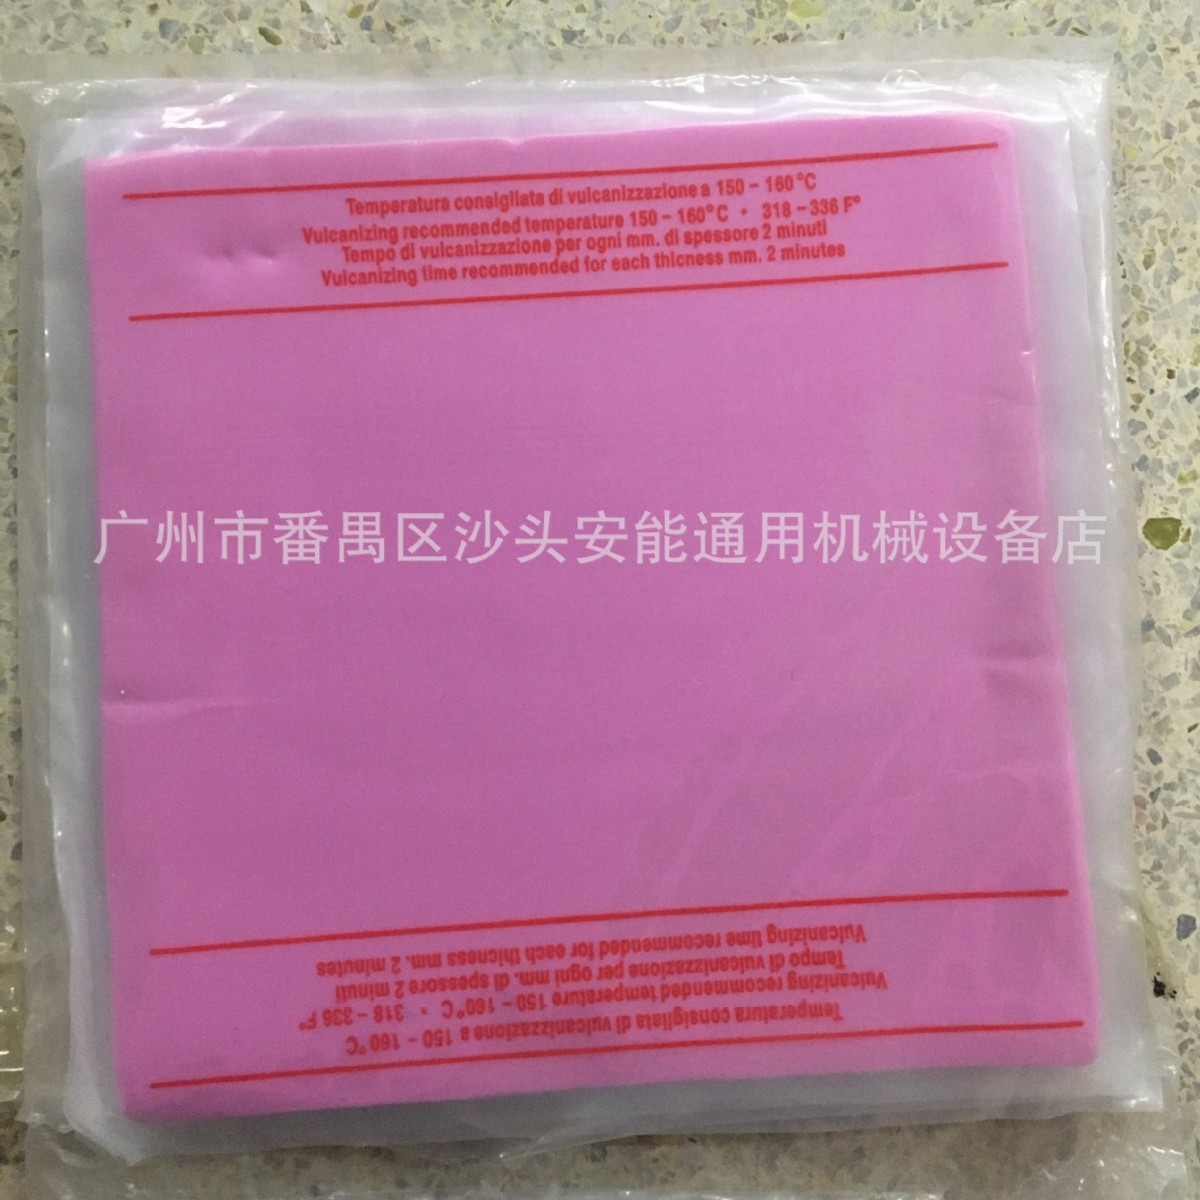 Temperatura consigliata di vulcanizzazione a 150 – 160°C
Vulcanizing recommended temperature 150 – 160°C • 318 – 336 F°
Tempo di vulcanizzazione per ogni mm. di spessore 2 minuti
Vulcanizing time recommended for each thicness mm. 2 minutes
广州市番禺区沙头安能通用机械设备店
Temperatura consigliata di vulcanizzazione a 150 – 160°C
Vulcanizing recommended temperature 150 – 160°C • 318 – 336 F°
Tempo di vulcanizzazione per ogni mm. di spessore 2 minuti
Vulcanizing time recommended for each thicness mm. 2 minutes